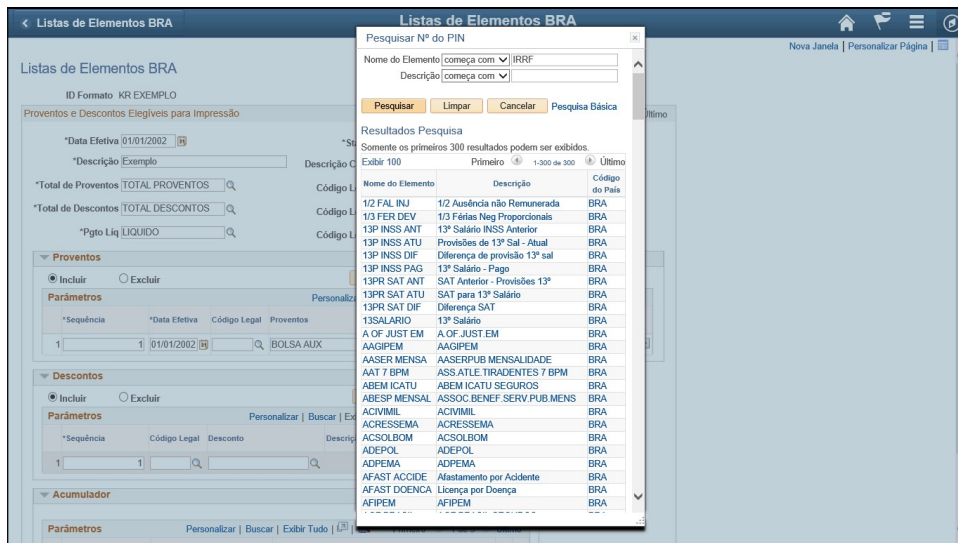 Listas de Elementos BRA
Listas de Elementos BRA
Nova Janela | Personalizar Página |
Listas de Elementos BRA
ID Formato KR EXEMPLO
Proventos e Descontos Elegíveis para Impressão
Último
*Data Efetiva 01/01/2002
*Descrição Exemplo
*Total de Proventos TOTAL PROVENTOS
*Total de Descontos TOTAL DESCONTOS
*Pgto Liq LIQUIDO
Proventos
Incluir Excluir
Parâmetros
*Sequência *Data Efetiva Código Legal Proventos
1 1 01/01/2002 BOLSA AUX
Descontos
Incluir Excluir
Parâmetros Personalizar | Buscar |
*Sequência Código Legal Desconto
1 1
Acumulador
Parâmetros Personalizar | Buscar | Exibir Tudo |
Pesquisar Nº do PIN
Nome do Elemento começa com IRRF
Descrição começa com
Pesquisar Limpar Cancelar Pesquisa Básica
Resultados Pesquisa
Somente os primeiros 300 resultados podem ser exibidos.
Exibir 100 Primeiro 1-300 de 300 Último
Nome do Elemento Descrição Código do País
1/2 FAL INJ 1/2 Ausência não Remunerada BRA
1/3 FER DEV 1/3 Férias Neg Proporcionais BRA
13P INSS ANT 13º Salário INSS Anterior BRA
13P INSS ATU Provisões de 13º Sal - Atual BRA
13P INSS DIF Diferença de provisão 13º sal BRA
13P INSS PAG 13º Salário - Pago BRA
13PR SAT ANT SAT Anterior - Provisões 13º BRA
13PR SAT ATU SAT para 13º Salário BRA
13PR SAT DIF Diferença SAT BRA
13SALARIO 13º Salário BRA
A OF JUST EM A.OF.JUST.EM BRA
AAGIPEM AAGIPEM BRA
AASER MENSA AASERPUB MENSALIDADE BRA
AAT 7 BPM ASS.ATLE.TIRADENTES 7 BPM BRA
ABEM ICATU ABEM ICATU SEGUROS BRA
ABESP MENSAL ASSOC.BENEF.SERV.PUB.MENS BRA
ACIVIMIL ACIVIMIL BRA
ACRESSEMA ACRESSEMA BRA
ACSOLBOM ACSOLBOM BRA
ADEPOL ADEPOL BRA
ADPEMA ADPEMA BRA
AFAST ACCIDE Afastamento por Acidente BRA
AFAST DOENCA Licença por Doença BRA
AFIPEM AFIPEM BRA